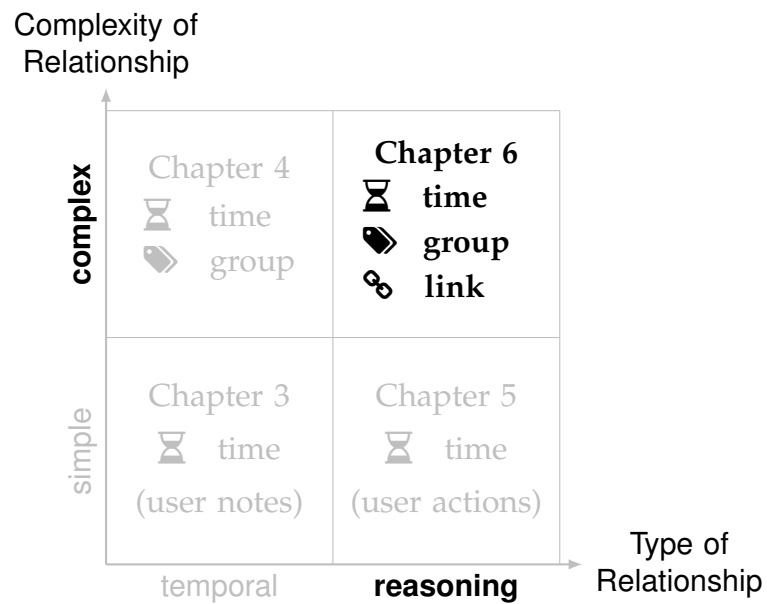 Complexity of
Relationship
complex
Chapter 4
time
group
Chapter 6
time
group
link
simple
Chapter 3
time
(user notes)
Chapter 5
time
(user actions)
temporal
reasoning
Type of
Relationship